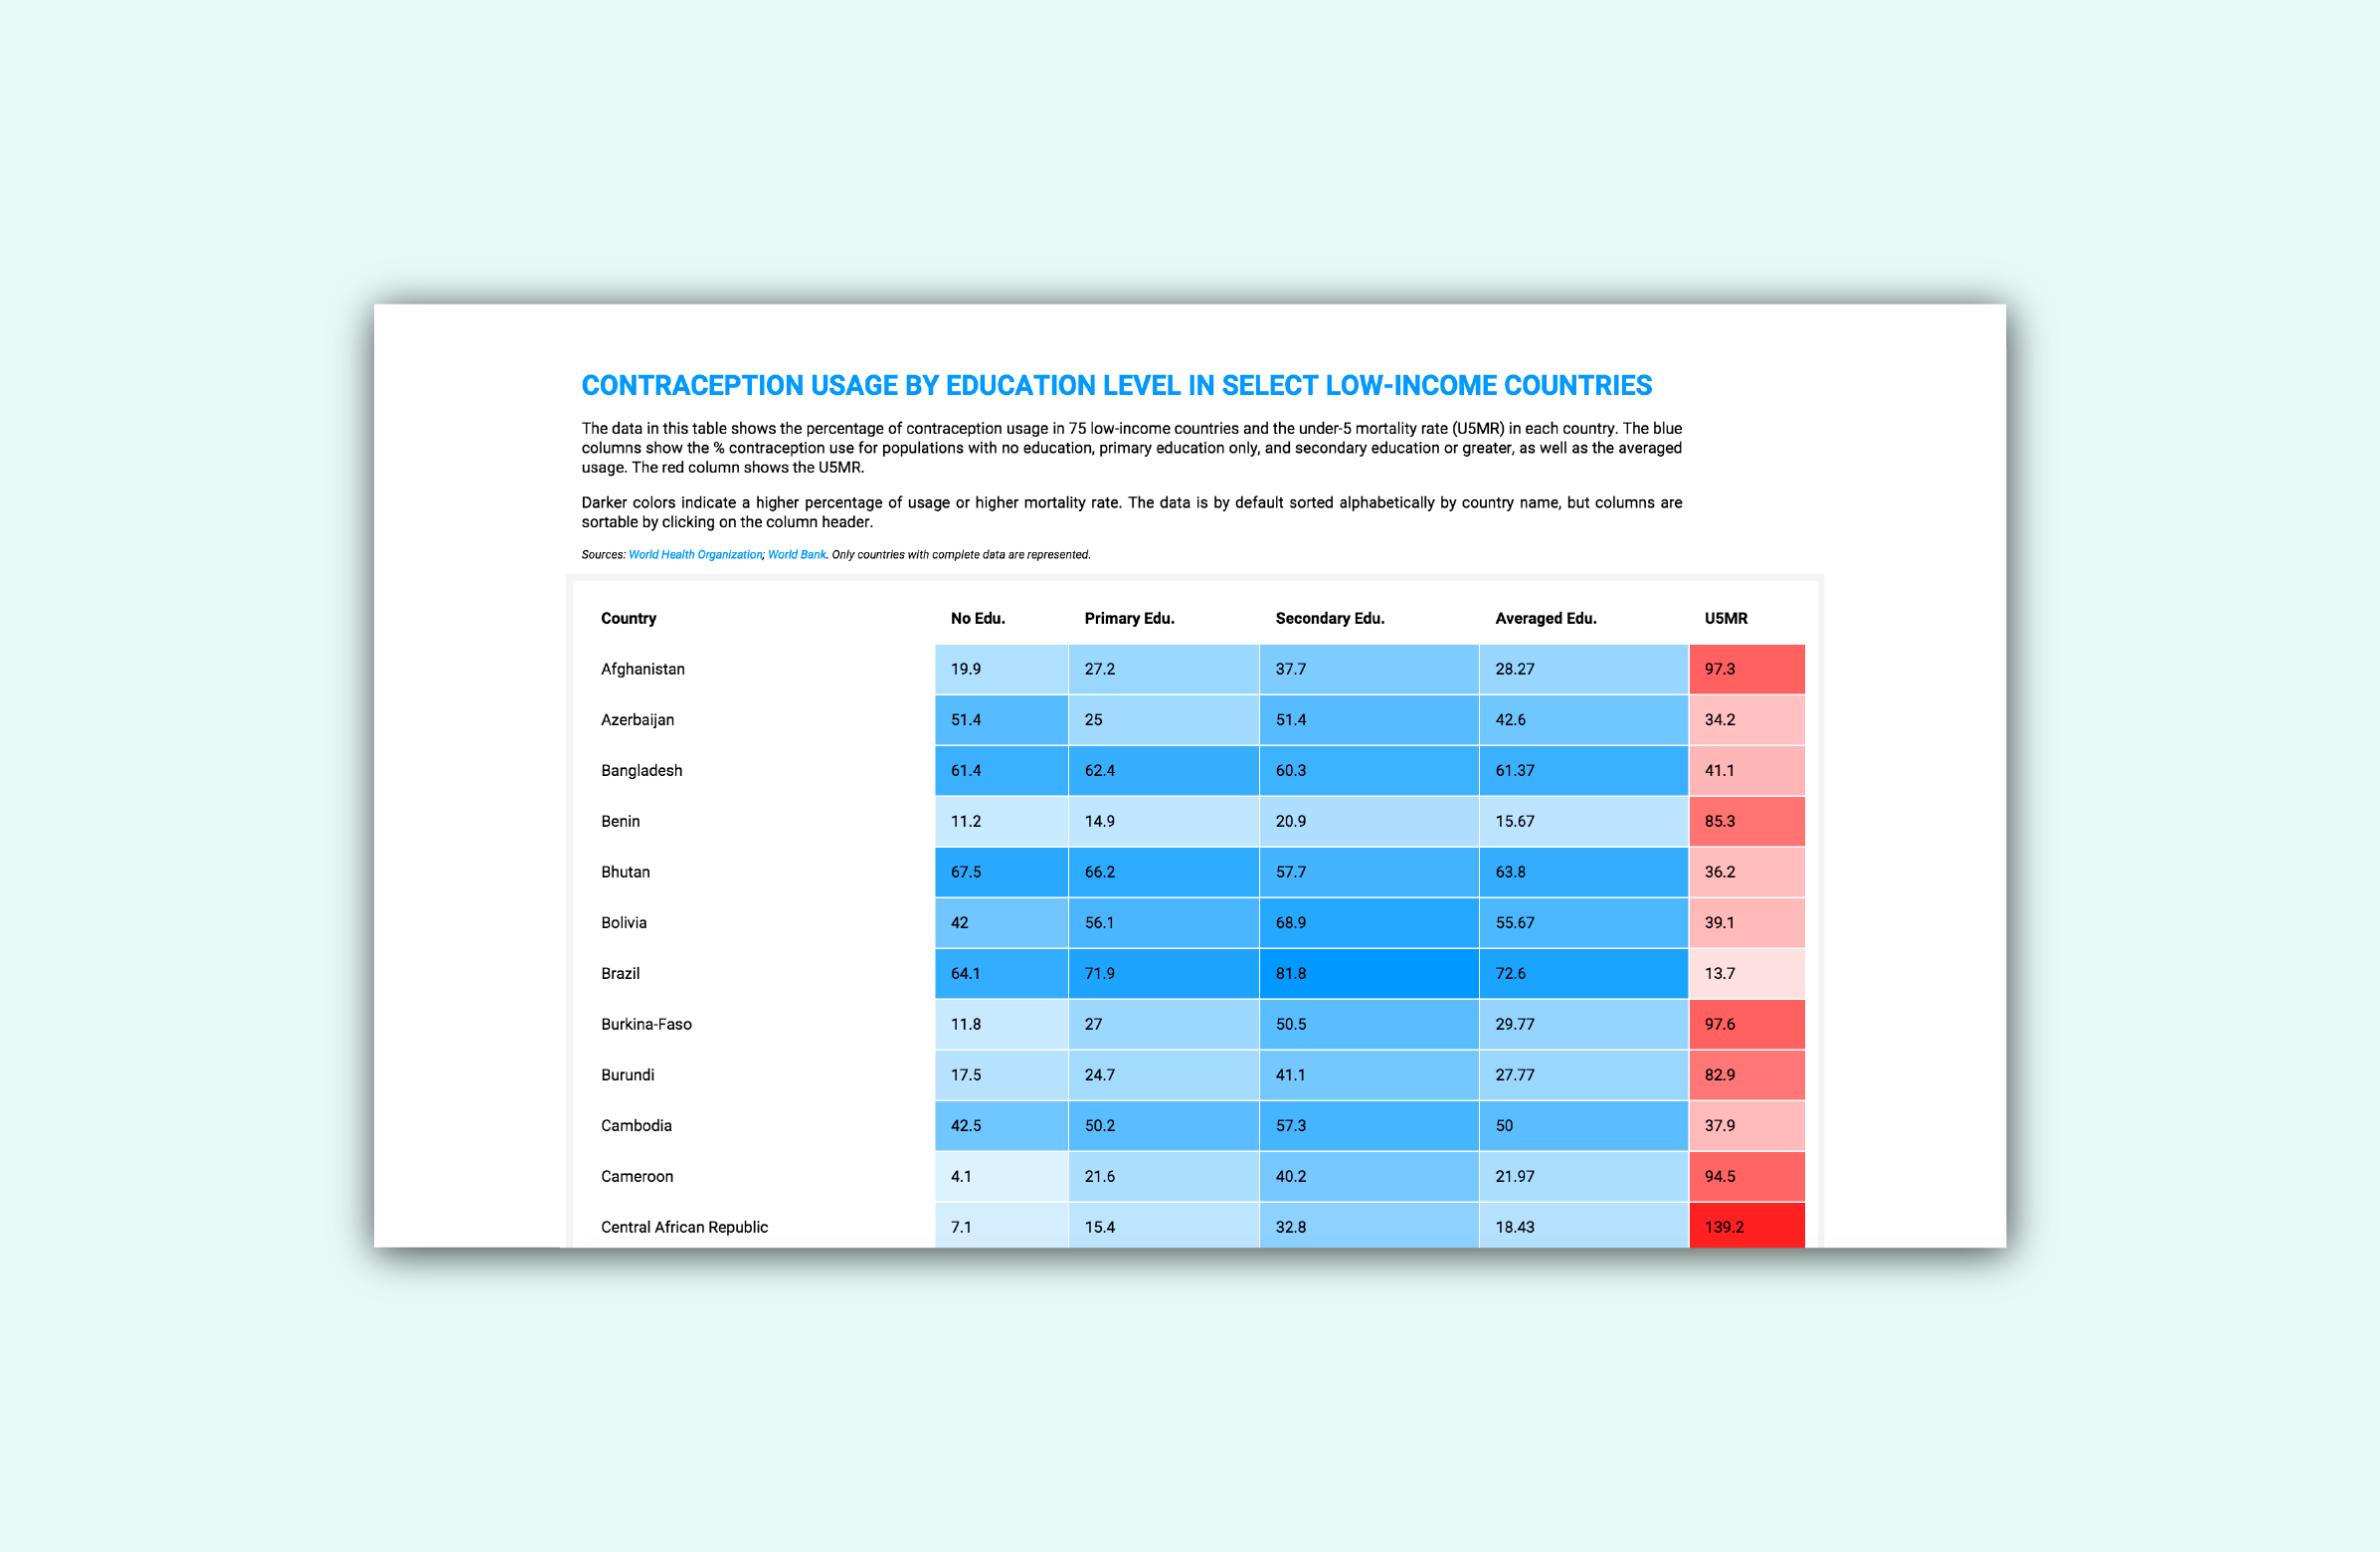 CONTRACEPTION USAGE BY EDUCATION LEVEL IN SELECT LOW-INCOME COUNTRIES
The data in this table shows the percentage of contraception usage in 75 low-income countries and the under-5 mortality rate (U5MR) in each country. The blue
columns show the % contraception use for populations with no education, primary education only, and secondary education or greater, as well as the averaged
usage. The red column shows the U5MR.
Darker colors indicate a higher percentage of usage or higher mortality rate. The data is by default sorted alphabetically by country name, but columns are
sortable by clicking on the column header.
Sources: World Health Organization; World Bank. Only countries with complete data are represented.
Country No Edu. Primary Edu. Secondary Edu. Averaged Edu. U5MR
Afghanistan 19.9 27.2 37.7 28.27 97.3
Azerbaijan 51.4 25 51.4 42.6 34.2
Bangladesh 61.4 62.4 60.3 61.37 41.1
Benin 11.2 14.9 20.9 15.67 85.3
Bhutan 67.5 66.2 57.7 63.8 36.2
Bolivia 42 56.1 68.9 55.67 39.1
Brazil 64.1 71.9 81.8 72.6 13.7
Burkina-Faso 11.8 27 50.5 29.77 97.6
Burundi 17.5 24.7 41.1 27.77 82.9
Cambodia 42.5 50.2 57.3 50 37.9
Cameroon 4.1 21.6 40.2 21.97 94.5
Central African Republic 7.1 15.4 32.8 18.43 139.2